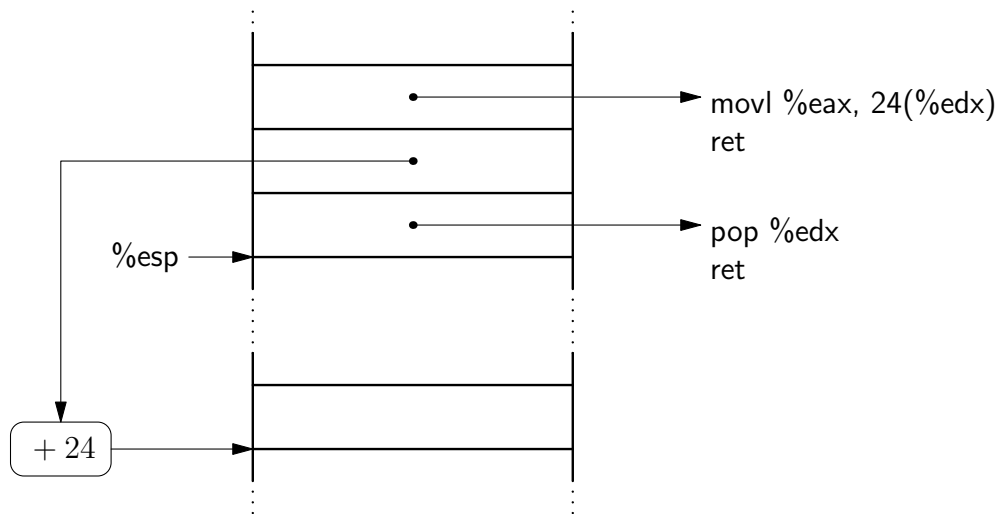 movl %eax, 24(%edx)
ret
pop %edx
ret
%esp
+ 24